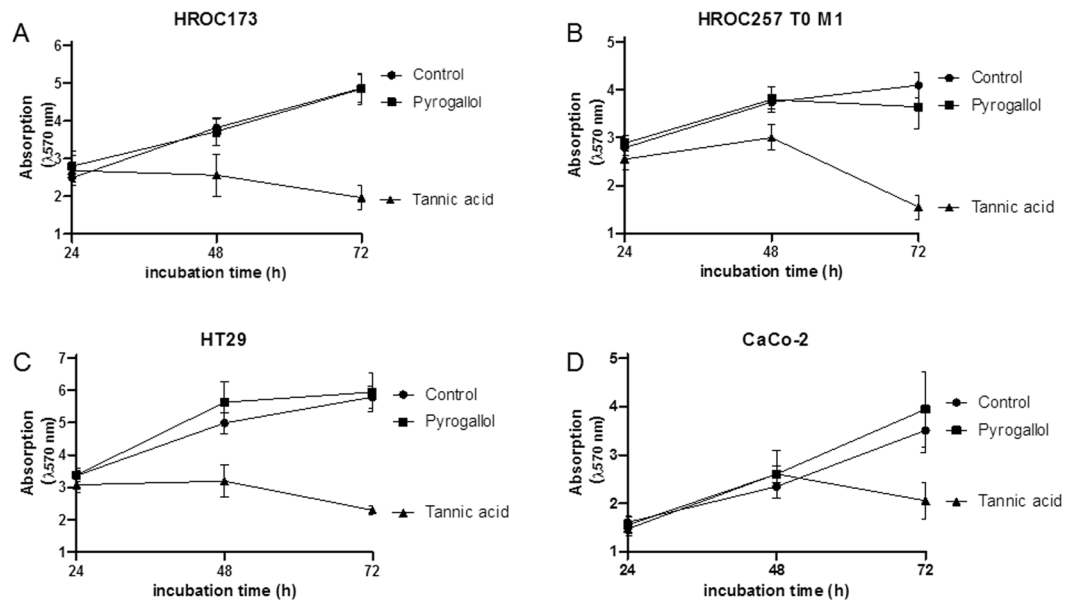 A
HROC173
6
5
4
3
2
1
Absorption
(λ570 nm)
24
48
72
incubation time (h)
Control
Pyrogallol
Tannic acid
B
HROC257 T0 M1
5
4
3
2
1
Absorption
(λ570 nm)
24
48
72
incubation time (h)
Control
Pyrogallol
Tannic acid
C
HT29
7
6
5
4
3
2
1
Absorption
(λ570 nm)
24
48
72
incubation time (h)
Control
Pyrogallol
Tannic acid
D
CaCo-2
5
4
3
2
1
Absorption
(λ570 nm)
24
48
72
incubation time (h)
Control
Pyrogallol
Tannic acid